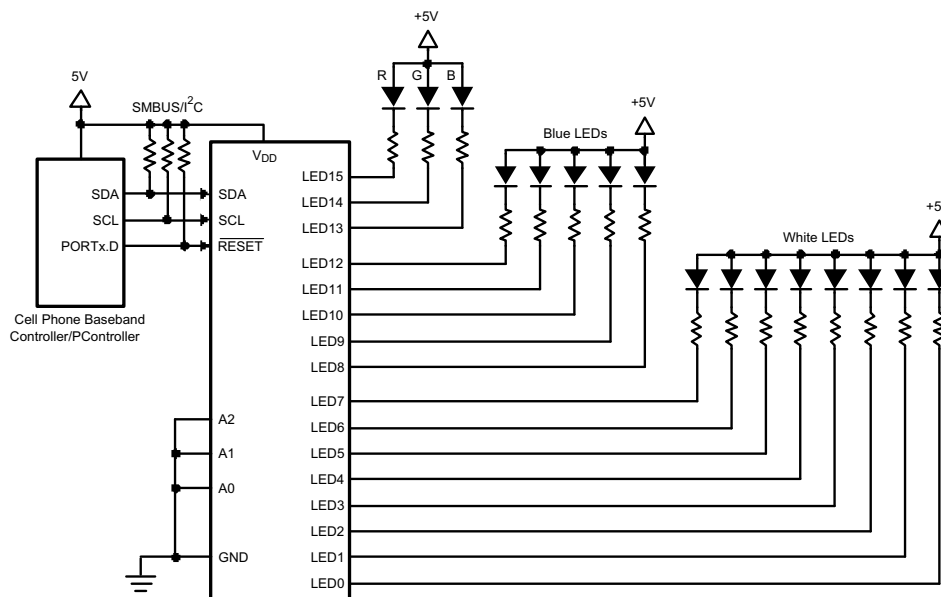 +5V
5V
R
G
B
SMBUS/I²C
+5V
Blue LEDs
V_DD
LED15
SDA
SDA
LED14
SCL
SCL
LED13
+5V
PORTx.D
RESET
White LEDs
LED12
LED11
LED10
Cell Phone Baseband
Controller/PController
LED9
LED8
LED7
A2
LED6
A1
LED5
LED4
A0
LED3
LED2
GND
LED1
LED0